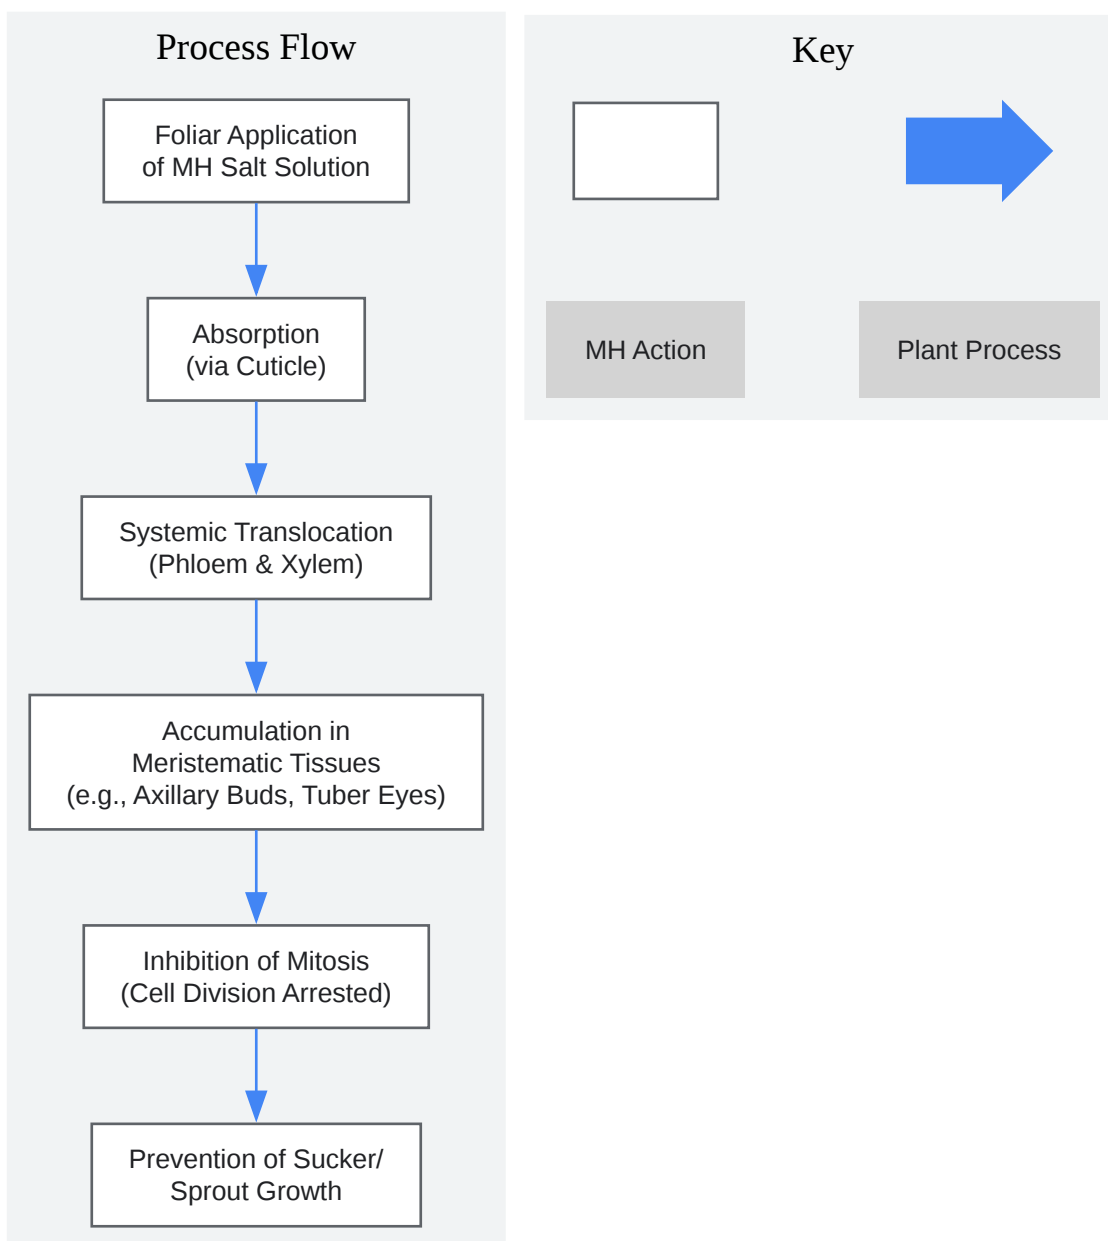 Process Flow
Foliar Application
of MH Salt Solution
Absorption
(via Cuticle)
Systemic Translocation
(Phloem & Xylem)
Accumulation in
Meristematic Tissues
(e.g., Axillary Buds, Tuber Eyes)
Inhibition of Mitosis
(Cell Division Arrested)
Prevention of Sucker/
Sprout Growth
Key
MH Action
Plant Process